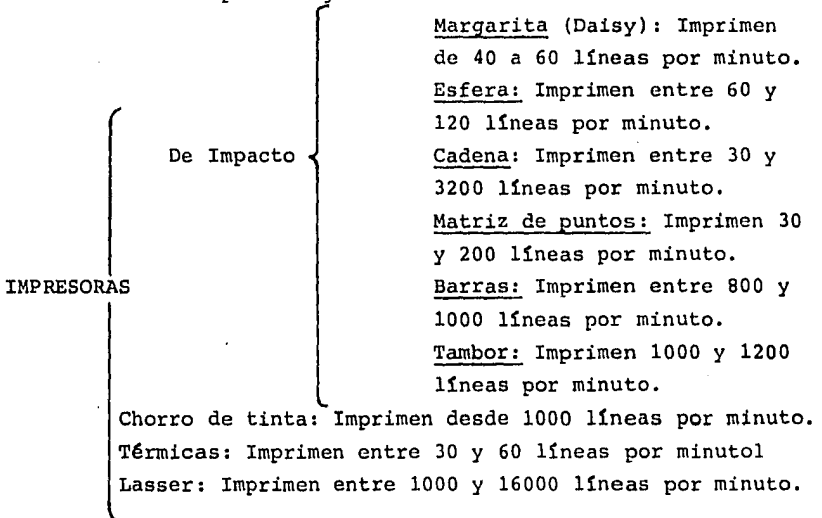 Margarita (Daisy): Imprimen
de 40 a 60 líneas por minuto.
Esfera: Imprimen entre 60 y
120 líneas por minuto.
De Impacto
Cadena: Imprimen entre 30 y
3200 líneas por minuto.
Matriz de puntos: Imprimen 30
y 200 líneas por minuto.
IMPRESORAS
Barras: Imprimen entre 800 y
1000 líneas por minuto.
Tambor: Imprimen 1000 y 1200
líneas por minuto.
Chorro de tinta: Imprimen desde 1000 líneas por minuto.
Térmicas: Imprimen entre 30 y 60 líneas por minutol
Lasser: Imprimen entre 1000 y 16000 líneas por minuto.